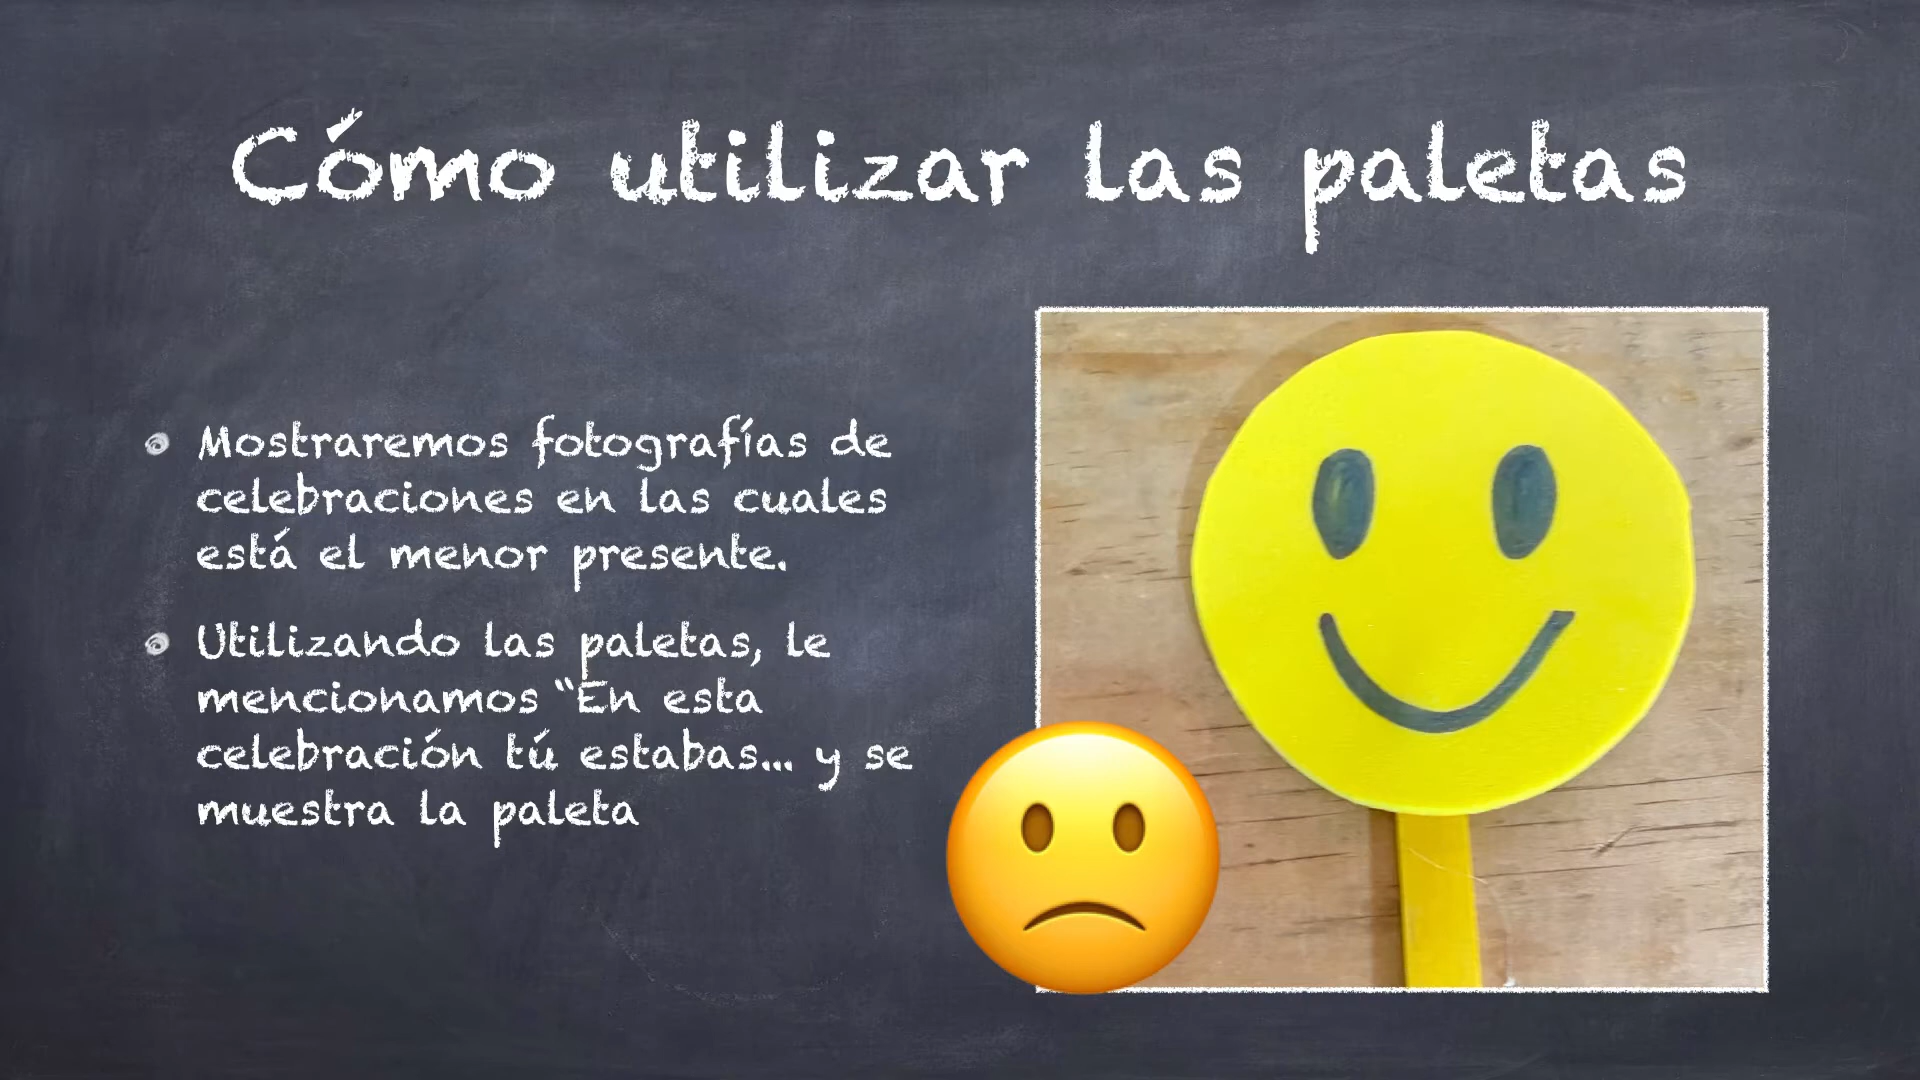 Cómo utilizar las paletas
Mostraremos fotografías de
celebraciones en las cuales
está el menor presente.
Utilizando las paletas, le
mencionamos “En esta
celebración tú estabas... y se
muestra la paleta